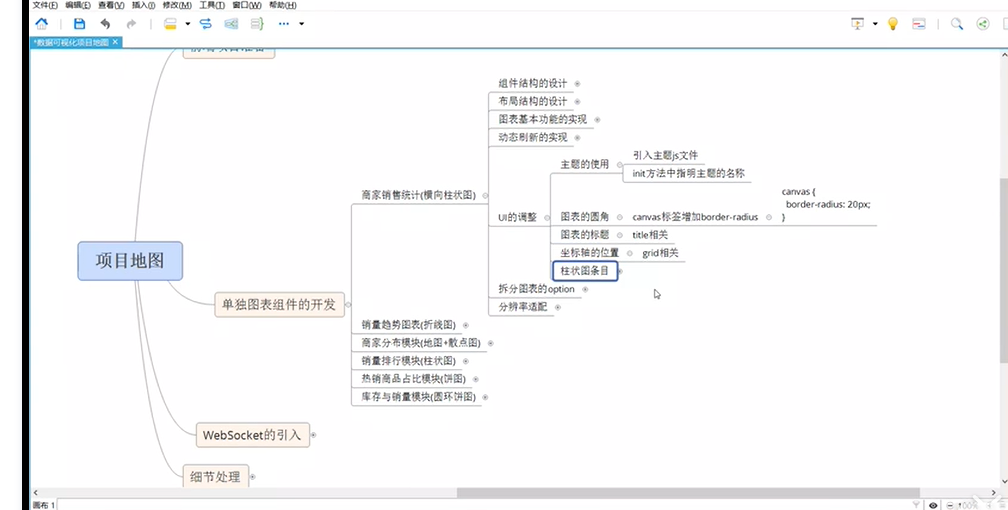 文件(F) 编辑(E) 查看(V) 插入(I) 修改(M) 工具(T) 窗口(W) 帮助(H)
*数据可视化项目地图
组件结构的设计
布局结构的设计
图表基本功能的实现
动态刷新的实现
主题的使用
引入主题js文件
init方法中指明主题的名称
商家销售统计(横向柱状图)
UI的调整
图表的圆角
canvas标签增加border-radius
canvas {
border-radius: 20px;
}
图表的标题
title相关
坐标轴的位置
grid相关
柱状图条目
拆分图表的option
分辨率适配
项目地图
单独图表组件的开发
销量趋势图表(折线图)
商家分布模块(地图+散点图)
销量排行模块(柱状图)
热销商品占比模块(饼图)
库存与销量模块(圆环饼图)
WebSocket的引入
细节处理
画布 1
100%